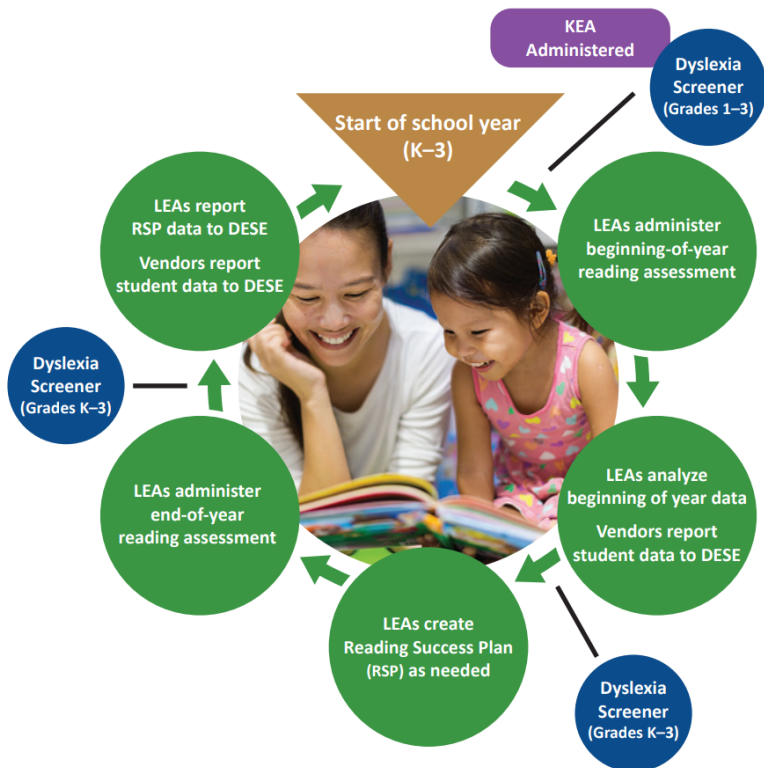 KEA
Administered
Dyslexia
Screener
(Grades 1–3)
Start of school year
(K–3)
LEAs administer
beginning-of-year
reading assessment
LEAs analyze
beginning of year data
Vendors report
student data to DESE
Dyslexia
Screener
(Grades K–3)
LEAs create
Reading Success Plan
(RSP) as needed
LEAs administer
end-of-year
reading assessment
Dyslexia
Screener
(Grades K–3)
LEAs report
RSP data to DESE
Vendors report
student data to DESE